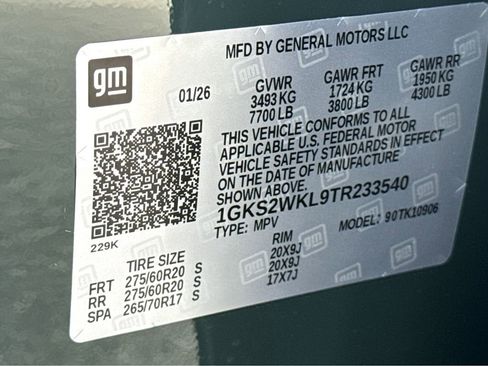 MFD BY GENERAL MOTORS LLC
gm
01/26
GVWR
3493 KG
7700 LB
GAWR FRT
1724 KG
3800 LB
GAWR RR
1950 KG
4300 LB
THIS VEHICLE CONFORMS TO ALL
APPLICABLE U.S. FEDERAL MOTOR
VEHICLE SAFETY STANDARDS IN EFFECT
ON THE DATE OF MANUFACTURE
SHOWN ABOVE.
1GKS2WKL9TR233540
TYPE: MPV
MODEL: 90TK10906
229K
TIRE SIZE
RIM
FRT 275/60R20 S 20X9J
RR 275/60R20 S 20X9J
SPA 265/70R17 S 17X7J